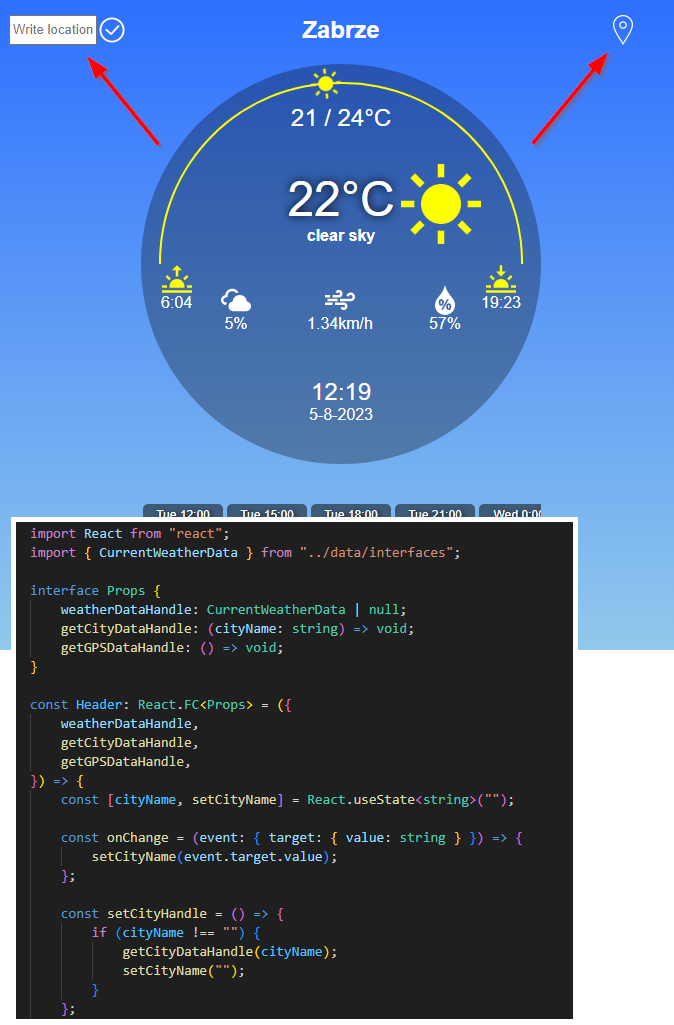 Write location
Zabrze
21 / 24°C
22°C
clear sky
6:04
19:23
5%
1.34km/h
%
57%
12:19
5-8-2023
Tue 12:00 Tue 15:00 Tue 18:00 Tue 21:00 Wed 0:00
import React from "react";
import { CurrentWeatherData } from "../data/interfaces";
interface Props {
    weatherDataHandle: CurrentWeatherData | null;
    getCityDataHandle: (cityName: string) => void;
    getGPSDataHandle: () => void;
}
const Header: React.FC<Props> = ({
    weatherDataHandle,
    getCityDataHandle,
    getGPSDataHandle,
}) => {
    const [cityName, setCityName] = React.useState<string>("");
    const onChange = (event: { target: { value: string } }) => {
        setCityName(event.target.value);
    };
    const setCityHandle = () => {
        if (cityName !== "") {
            getCityDataHandle(cityName);
            setCityName("");
        }
    };